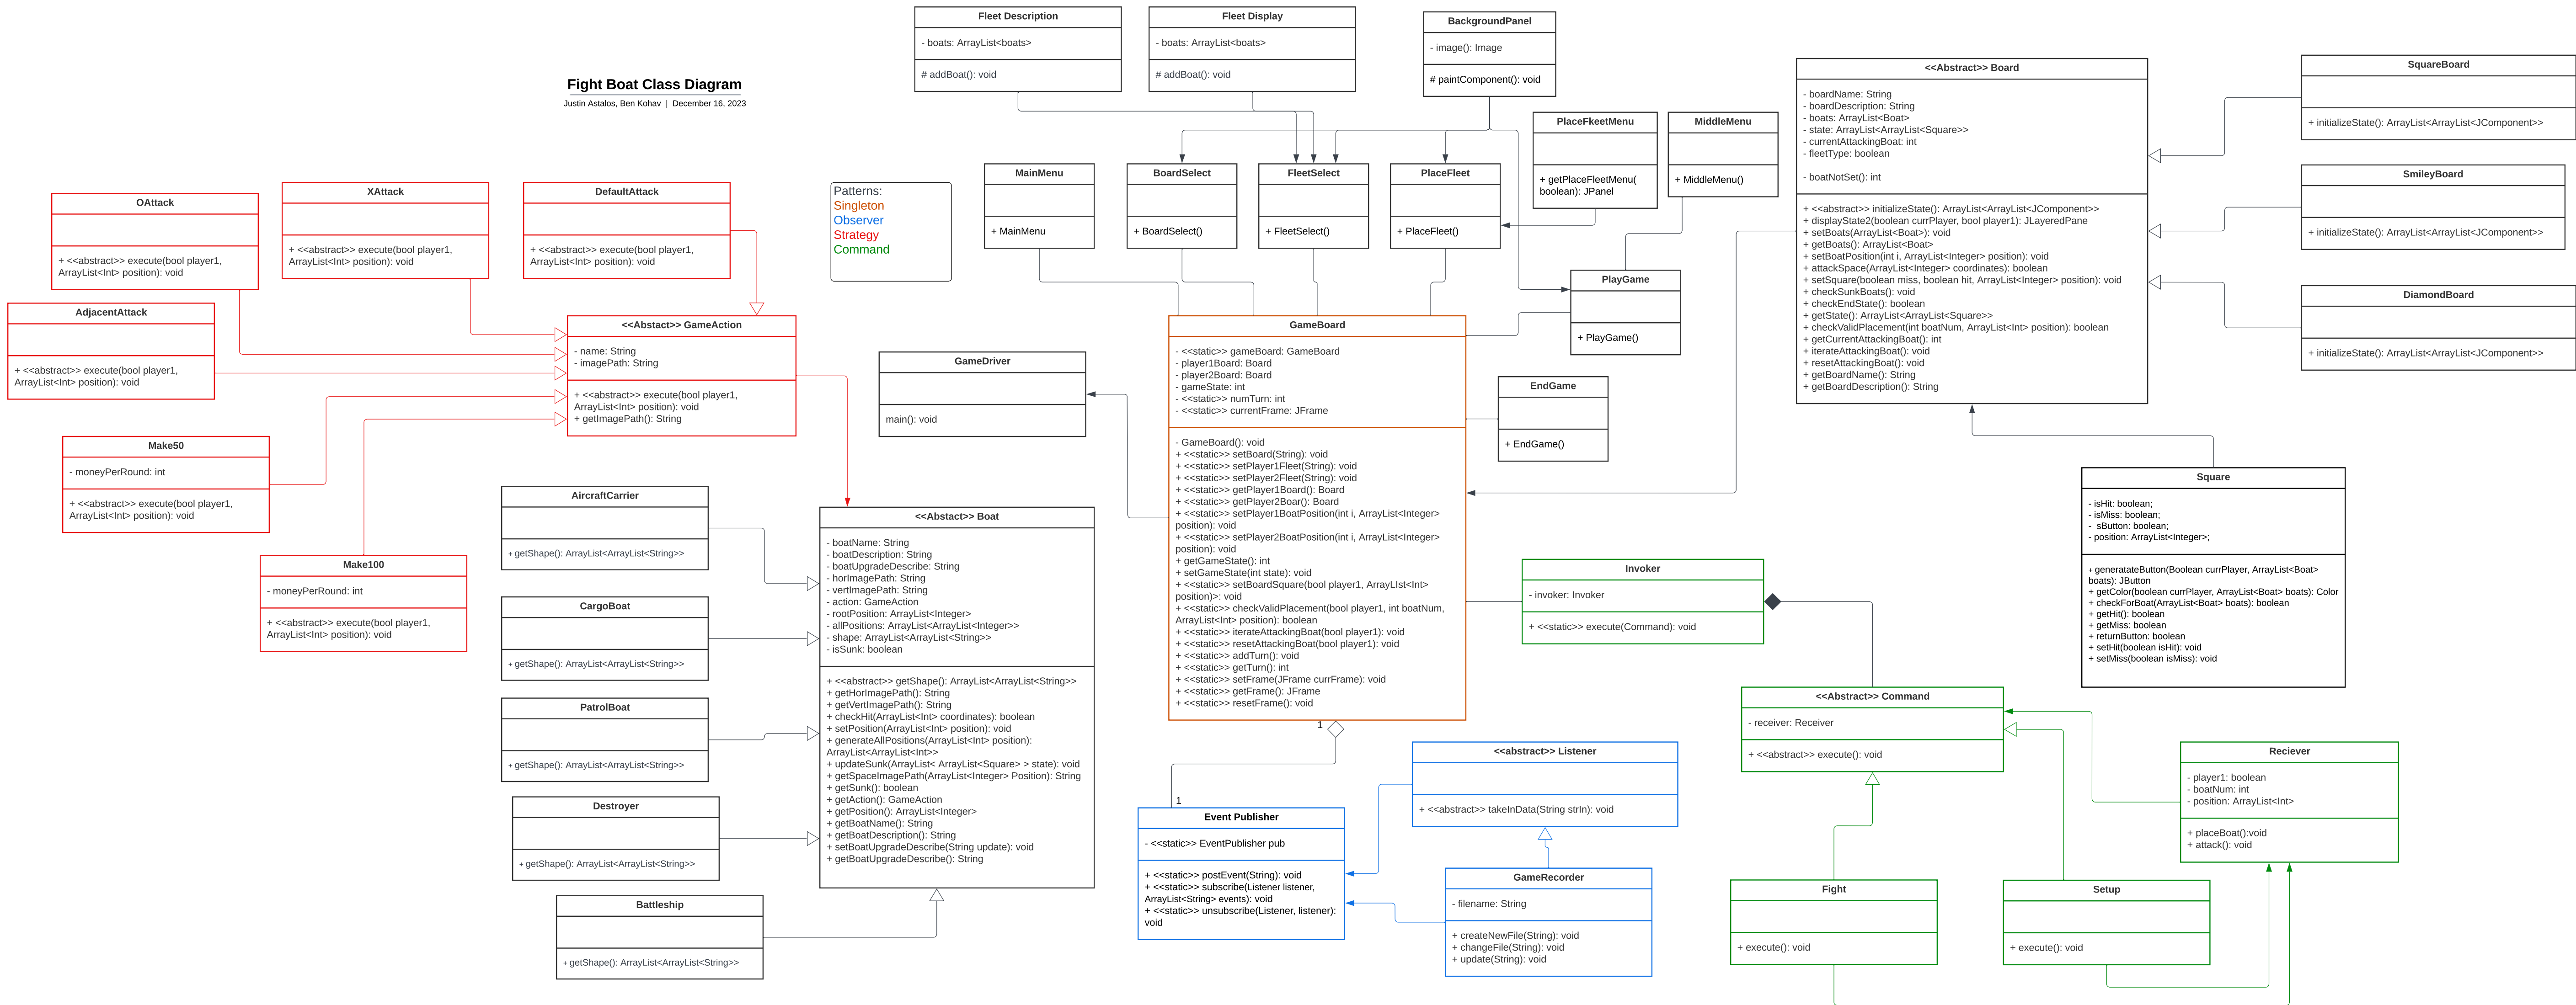 Fight Boat Class Diagram
Justin Astalos, Ben Kohav | December 16, 2023
Fleet Description
- boats: ArrayList<boats>
# addBoat(): void
Fleet Display
- boats: ArrayList<boats>
# addBoat(): void
BackgroundPanel
- image(): Image
# paintComponent(): void
PlaceFkeetMenu
+ getPlaceFleetMenu(
boolean): JPanel
MiddleMenu
+ MiddleMenu()
<<Abstract>> Board
- boardName: String
- boardDescription: String
- boats: ArrayList<Boat>
- state: ArrayList<ArrayList<Square>>
- currentAttackingBoat: int
- fleetType: boolean
- boatNotSet(): int
+ <<abstract>> initializeState(): ArrayList<ArrayList<JComponent>>
+ displayState2(boolean currPlayer, bool player1): JLayeredPane
+ setBoats(ArrayList<Boat>): void
+ getBoats(): ArrayList<Boat>
+ setBoatPosition(int i, ArrayList<Integer> position): void
+ attackSpace(ArrayList<Integer> coordinates): boolean
+ setSquare(boolean miss, boolean hit, ArrayList<Integer> position): void
+ checkSunkBoats(): void
+ checkEndState(): boolean
+ getState(): ArrayList<ArrayList<Square>>
+ checkValidPlacement(int boatNum, ArrayList<Int> position): boolean
+ getCurrentAttackingBoat(): int
+ iterateAttackingBoat(): void
+ resetAttackingBoat(): void
+ getBoardName(): String
+ getBoardDescription(): String
SquareBoard
+ initializeState(): ArrayList<ArrayList<JComponent>>
SmileyBoard
+ initializeState(): ArrayList<ArrayList<JComponent>>
DiamondBoard
+ initializeState(): ArrayList<ArrayList<JComponent>>
MainMenu
+ MainMenu
BoardSelect
+ BoardSelect()
FleetSelect
+ FleetSelect()
PlaceFleet
+ PlaceFleet()
Patterns:
Singleton
Observer
Strategy
Command
OAttack
+ <<abstract>> execute(bool player1,
ArrayList<Int> position): void
XAttack
+ <<abstract>> execute(bool player1,
ArrayList<Int> position): void
DefaultAttack
+ <<abstract>> execute(bool player1,
ArrayList<Int> position): void
AdjacentAttack
+ <<abstract>> execute(bool player1,
ArrayList<Int> position): void
<<Abstact>> GameAction
- name: String
- imagePath: String
+ <<abstract>> execute(bool player1,
ArrayList<Int> position): void
+ getImagePath(): String
Make50
- moneyPerRound: int
+ <<abstract>> execute(bool player1,
ArrayList<Int> position): void
Make100
- moneyPerRound: int
+ <<abstract>> execute(bool player1,
ArrayList<Int> position): void
GameDriver
main(): void
PlayGame
+ PlayGame()
EndGame
+ EndGame()
GameBoard
- <<static>> gameBoard: GameBoard
- player1Board: Board
- player2Board: Board
- gameState: int
- <<static>> numTurn: int
- <<static>> currentFrame: JFrame
- GameBoard(): void
+ <<static>> setBoard(String): void
+ <<static>> setPlayer1Fleet(String): void
+ <<static>> setPlayer2Fleet(String): void
+ <<static>> getPlayer1Board(): Board
+ <<static>> getPlayer2Boar(): Board
+ <<static>> setPlayer1BoatPosition(int i, ArrayList<Integer>
position): void
+ <<static>> setPlayer2BoatPosition(int i, ArrayList<Integer>
position): void
+ getGameState(): int
+ setGameState(int state): void
+ <<static>> setBoardSquare(bool player1, ArrayLIst<Int>
position)>: void
+ <<static>> checkValidPlacement(bool player1, int boatNum,
ArrayList<Int> position): boolean
+ <<static>> iterateAttackingBoat(bool player1): void
+ <<static>> resetAttackingBoat(bool player1): void
+ <<static>> addTurn(): void
+ <<static>> getTurn(): int
+ <<static>> setFrame(JFrame currFrame): void
+ <<static>> getFrame(): JFrame
+ <<static>> resetFrame(): void
1
1
AircraftCarrier
+ getShape(): ArrayList<ArrayList<String>>
CargoBoat
+ getShape(): ArrayList<ArrayList<String>>
PatrolBoat
+ getShape(): ArrayList<ArrayList<String>>
Destroyer
+ getShape(): ArrayList<ArrayList<String>>
Battleship
+ getShape(): ArrayList<ArrayList<String>>
<<Abstact>> Boat
- boatName: String
- boatDescription: String
- boatUpgradeDescribe: String
- horImagePath: String
- vertImagePath: String
- action: GameAction
- rootPosition: ArrayList<Integer>
- allPositions: ArrayList<ArrayList<Integer>>
- shape: ArrayList<ArrayList<String>>
- isSunk: boolean
+ <<abstract>> getShape(): ArrayList<ArrayList<String>>
+ getHorImagePath(): String
+ getVertImagePath(): String
+ checkHit(ArrayList<Int> coordinates): boolean
+ setPosition(ArrayList<Int> position): void
+ generateAllPositions(ArrayList<Int> position):
ArrayList<ArrayList<Int>>
+ updateSunk(ArrayList< ArrayList<Square> > state): void
+ getSpaceImagePath(ArrayList<Integer> Position): String
+ getSunk(): boolean
+ getAction(): GameAction
+ getPosition(): ArrayList<Integer>
+ getBoatName(): String
+ getBoatDescription(): String
+ setBoatUpgradeDescribe(String update): void
+ getBoatUpgradeDescribe(): String
Square
- isHit: boolean;
- isMiss: boolean;
- sButton: boolean;
- position: ArrayList<Integer>;
+ generatateButton(Boolean currPlayer, ArrayList<Boat>
boats): JButton
+ getColor(boolean currPlayer, ArrayList<Boat> boats): Color
+ checkForBoat(ArrayList<Boat> boats): boolean
+ getHit(): boolean
+ getMiss: boolean
+ returnButton: boolean
+ setHit(boolean isHit): void
+ setMiss(boolean isMiss): void
Invoker
- invoker: Invoker
+ <<static>> execute(Command): void
<<Abstract>> Command
- receiver: Receiver
+ <<abstract>> execute(): void
Reciever
- player1: boolean
- boatNum: int
- position: ArrayList<Int>
+ placeBoat():void
+ attack(): void
Fight
+ execute(): void
Setup
+ execute(): void
<<abstract>> Listener
+ <<abstract>> takeInData(String strIn): void
Event Publisher
- <<static>> EventPublisher pub
+ <<static>> postEvent(String): void
+ <<static>> subscribe(Listener listener,
ArrayList<String> events): void
+ <<static>> unsubscribe(Listener, listener):
void
GameRecorder
- filename: String
+ createNewFile(String): void
+ changeFile(String): void
+ update(String): void